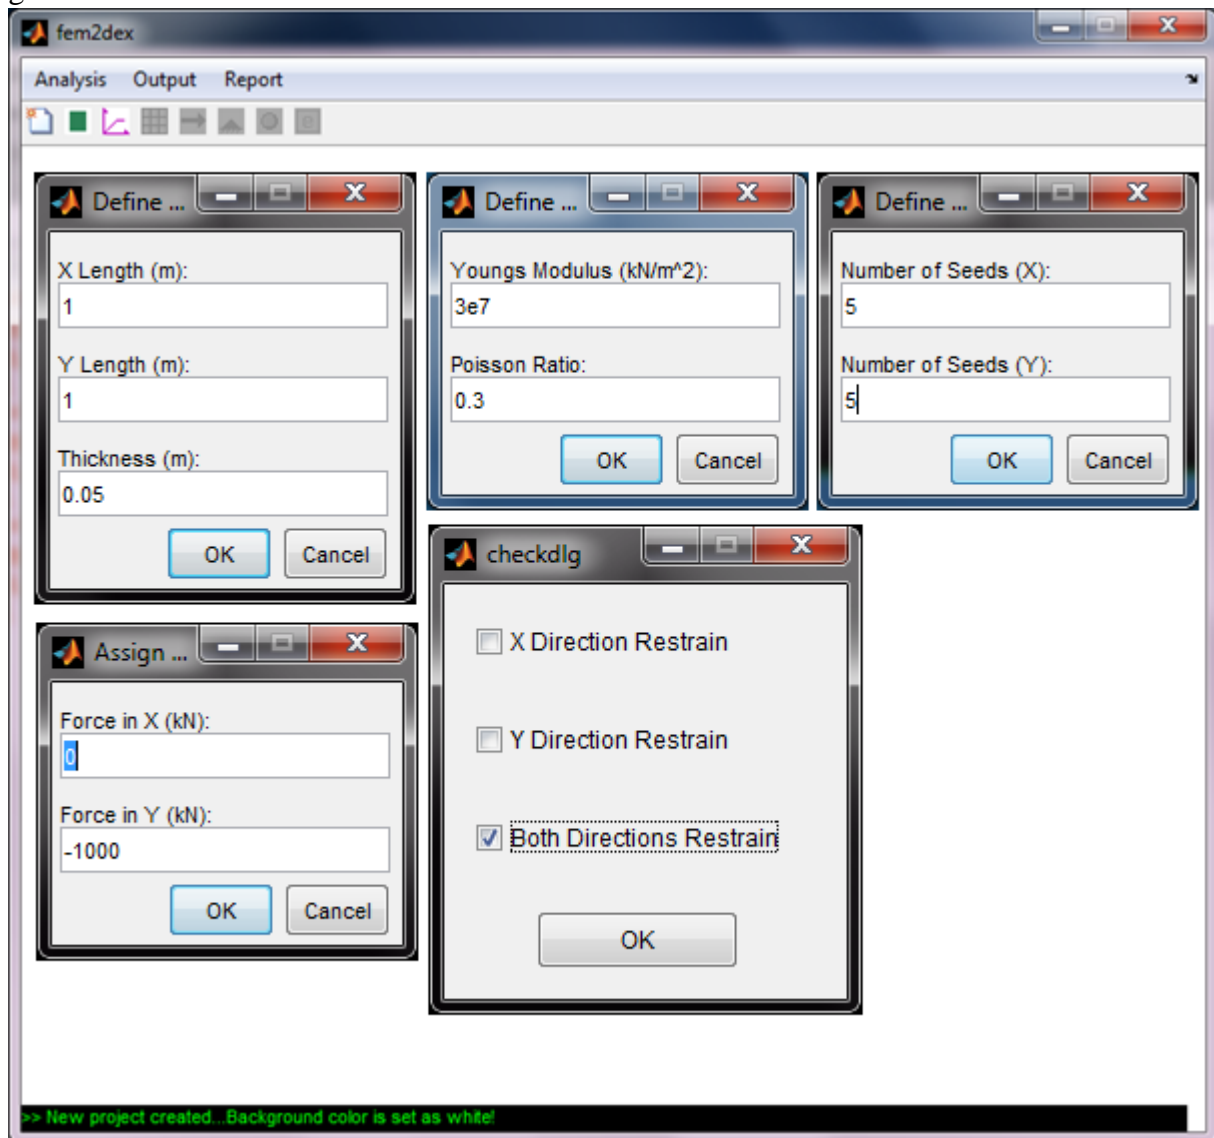 g
fem2dex
Analysis Output Report
Define ...
X Length (m):
1
Y Length (m):
1
Thickness (m):
0.05
OK Cancel
Define ...
Youngs Modulus (kN/m^2):
3e7
Poisson Ratio:
0.3
OK Cancel
Define ...
Number of Seeds (X):
5
Number of Seeds (Y):
5
OK Cancel
Assign ...
Force in X (kN):
0
Force in Y (kN):
-1000
OK Cancel
checkdlg
X Direction Restrain
Y Direction Restrain
Both Directions Restrain
OK
>> New project created...Background color is set as white!